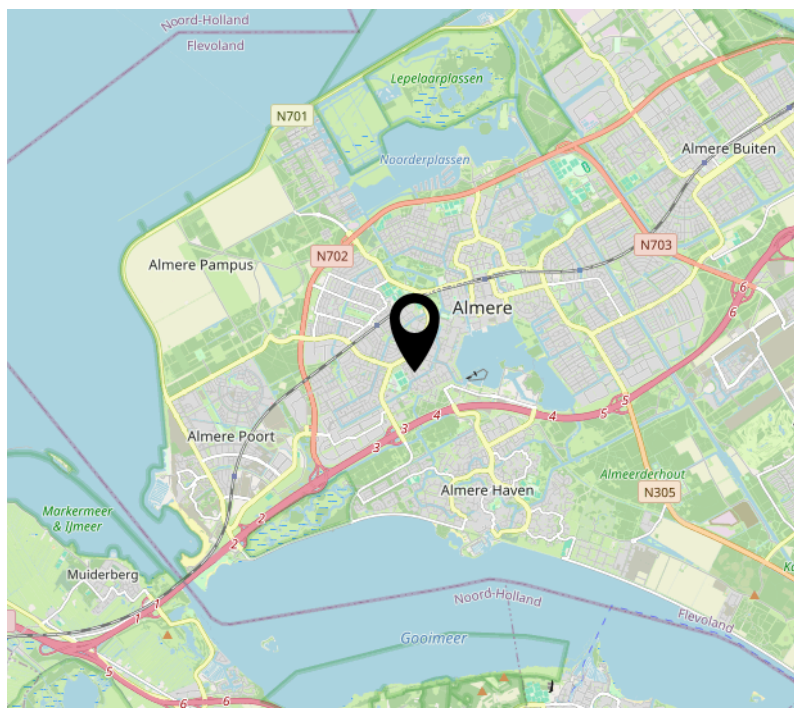 Noord-Holland
Flevoland
Lepelaarplassen
N701
Noorderplassen
Almere Buiten
N702
N703
Almere Pampus
6
6
Almere
5
5
4
4
3
3
Almere Poort
Almere Haven
Almeerderhout
N305
Markermeer
& IJmeer
2
2
Muiderberg
1
1
Noord-Holland
Flevoland
Gooimeer
5
6
6